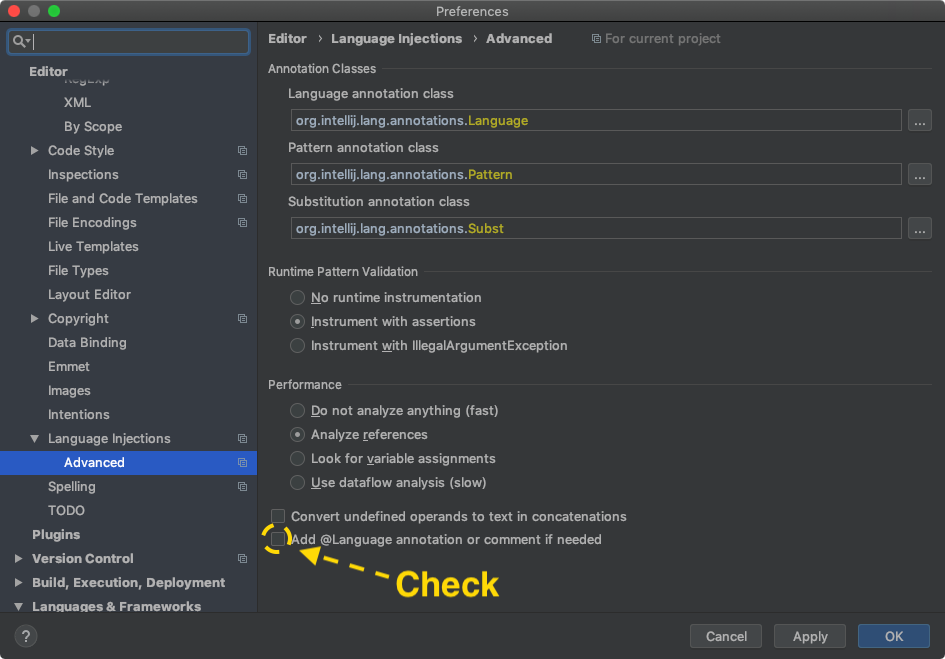 Preferences
Editor
RegExp
XML
By Scope
Code Style
Inspections
File and Code Templates
File Encodings
Live Templates
File Types
Layout Editor
Copyright
Data Binding
Emmet
Images
Intentions
Language Injections
Advanced
Spelling
TODO
Plugins
Version Control
Build, Execution, Deployment
Languages & Frameworks
Editor › Language Injections › Advanced For current project
Annotation Classes
Language annotation class
org.intellij.lang.annotations.Language ...
Pattern annotation class
org.intellij.lang.annotations.Pattern ...
Substitution annotation class
org.intellij.lang.annotations.Subst ...
Runtime Pattern Validation
No runtime instrumentation
Instrument with assertions
Instrument with IllegalArgumentException
Performance
Do not analyze anything (fast)
Analyze references
Look for variable assignments
Use dataflow analysis (slow)
Convert undefined operands to text in concatenations
Add @Language annotation or comment if needed
Check
? Cancel Apply OK